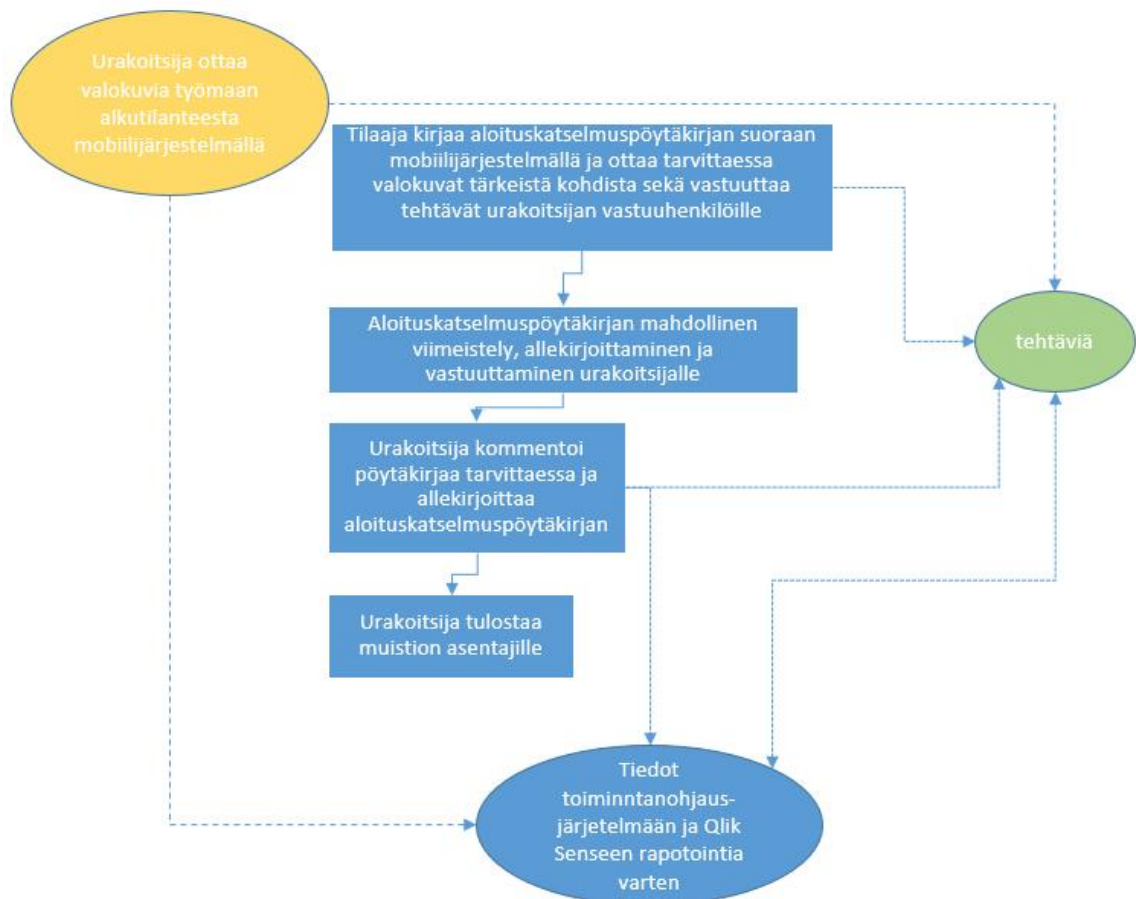 Urakoitsija ottaa
valokuvia työmaan
alkutilanteesta
mobiilijärjestelmällä
Tilaaja kirjaa aloituskatselmuspöytäkirjan suoraan
mobiilijärjestelmällä ja ottaa tarvittaessa
valokuvat tärkeistä kohdista sekä vastuuttaa
tehtävät urakoitsijan vastuuhenkilöille
Aloituskatselmuspöytäkirjan mahdollinen
viimeistely, allekirjoittaminen ja
vastuuttaminen urakoitsijalle
tehtäviä
Urakoitsija kommentoi
pöytäkirjaa tarvittaessa ja
allekirjoittaa
aloituskatselmuspöytäkirjan
Urakoitsija tulostaa
muistion asentajille
Tiedot
toiminntanohjaus-
järjetelmään ja Qlik
Senseen rapotointia
varten